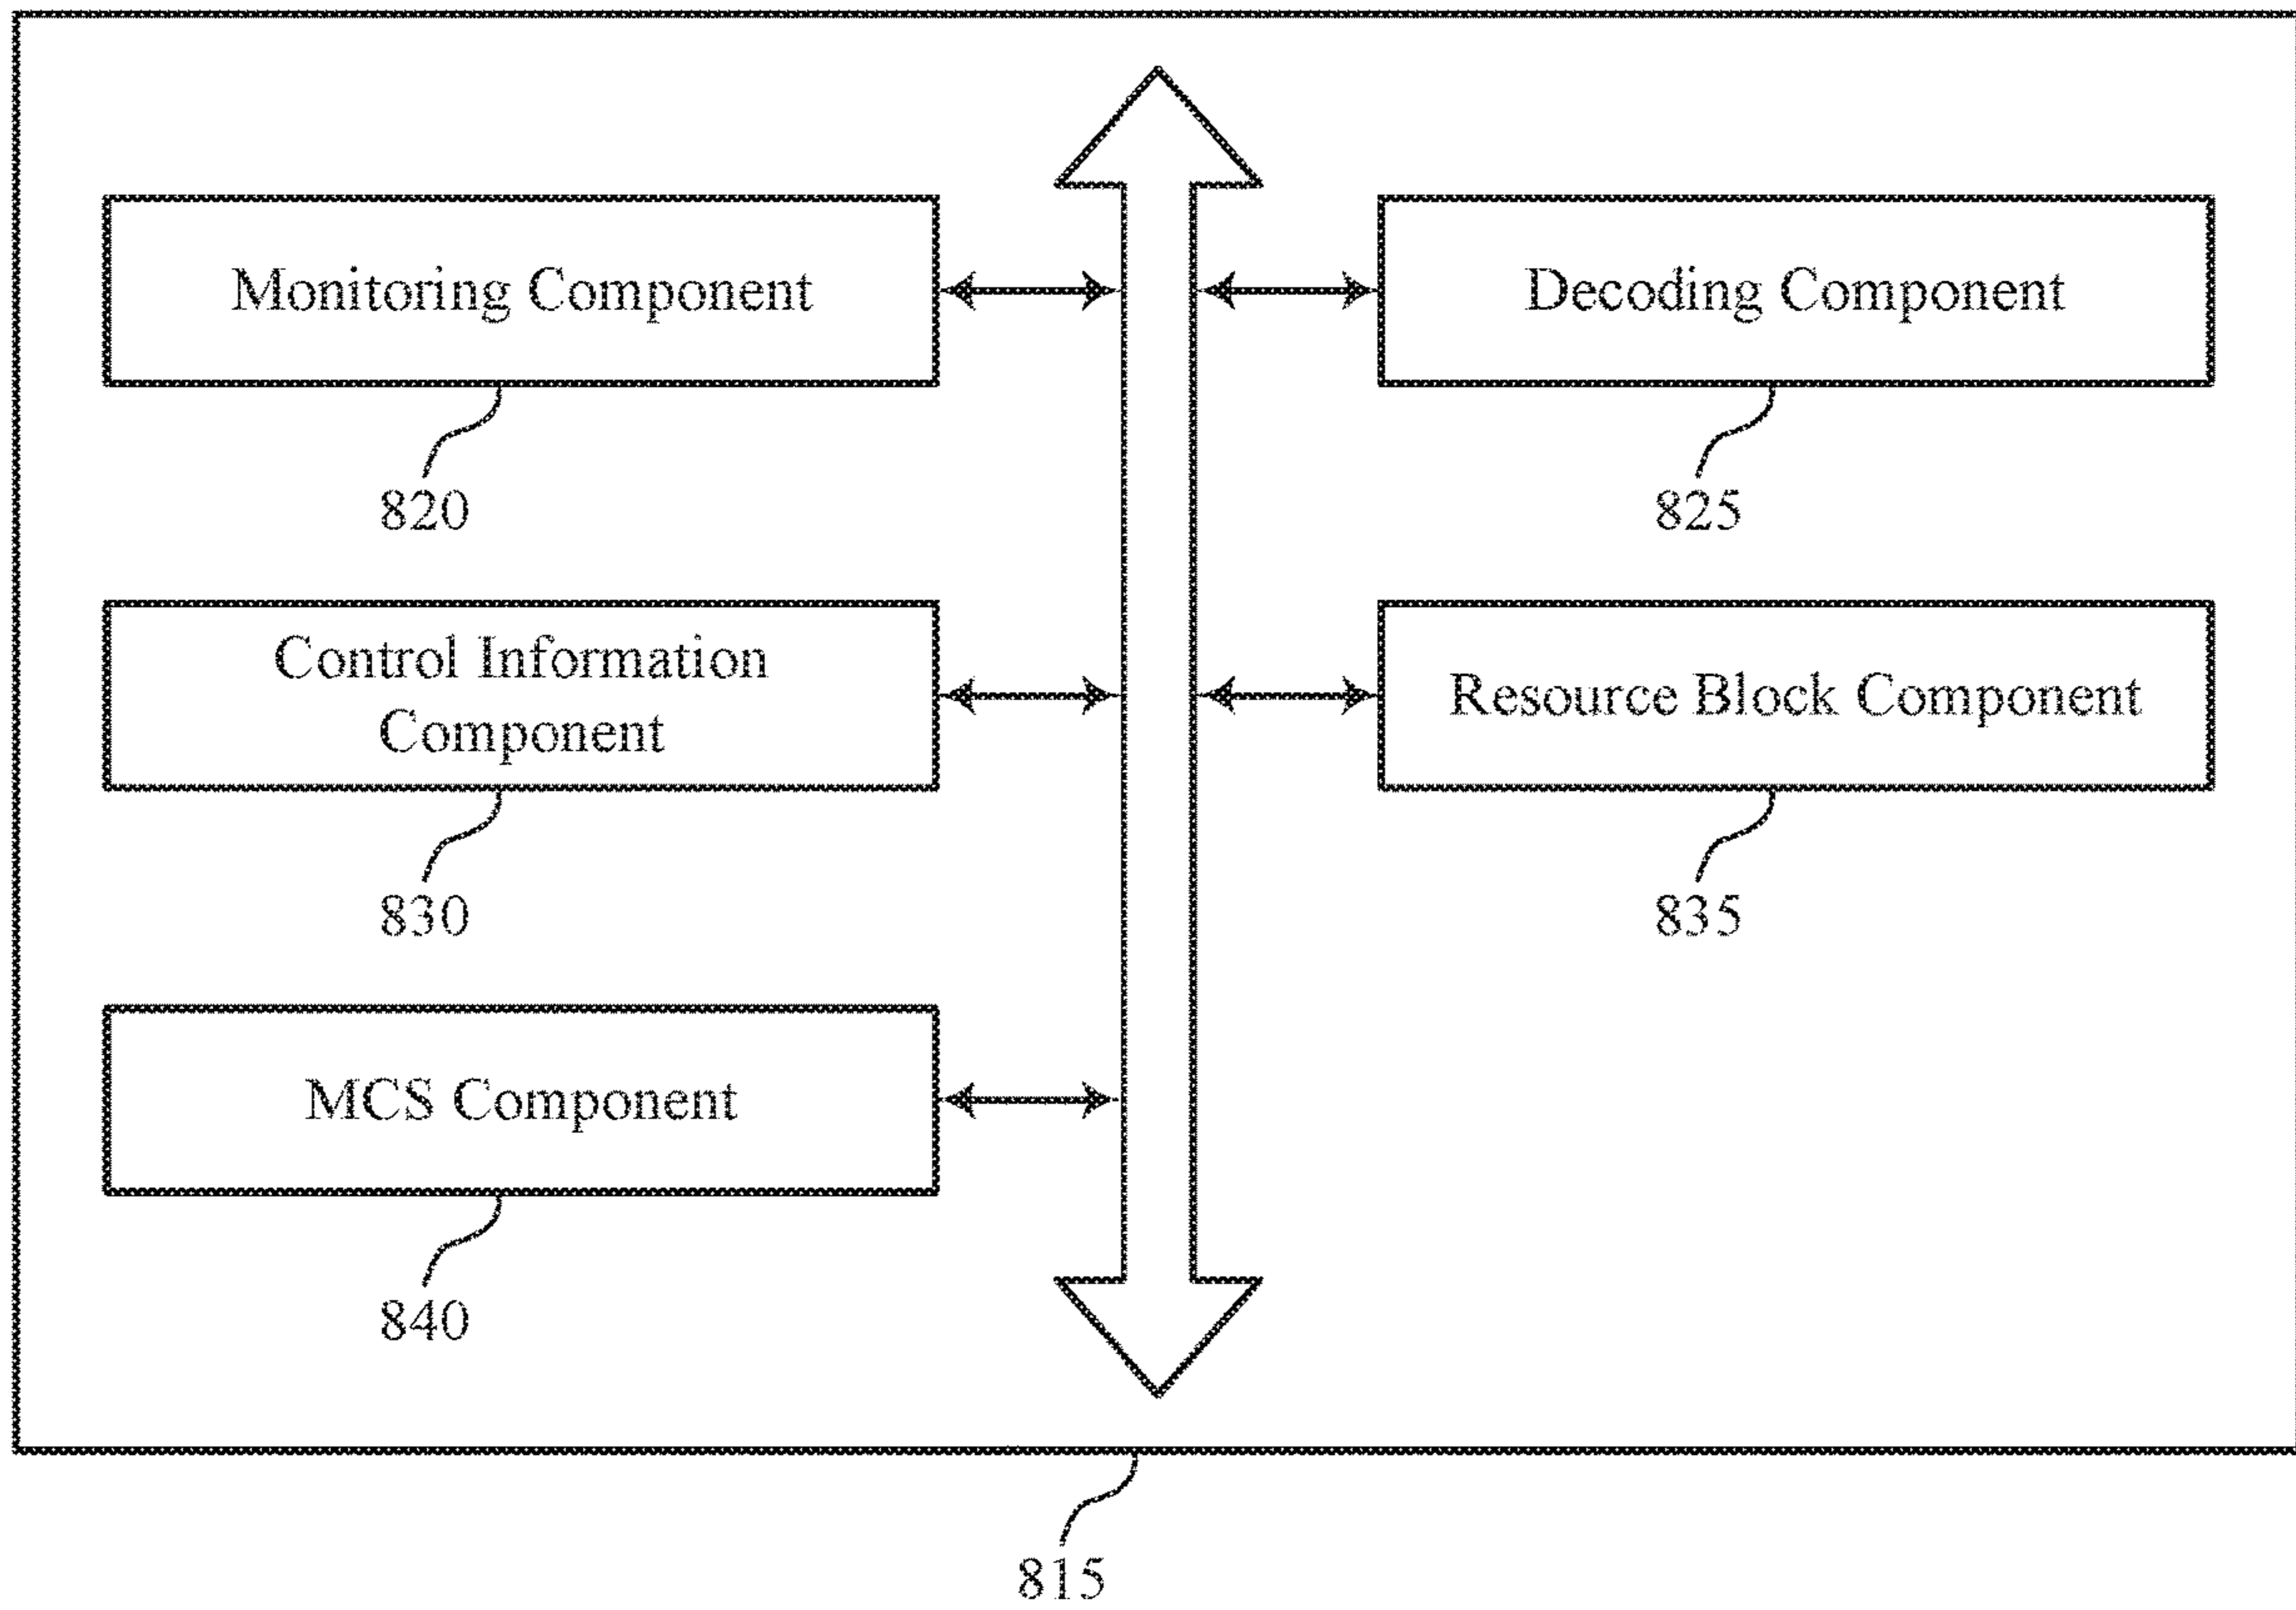 Monitoring Component
Decoding Component
820
825
Control Information
Component
Resource Block Component
830
835
MCS Component
840
815